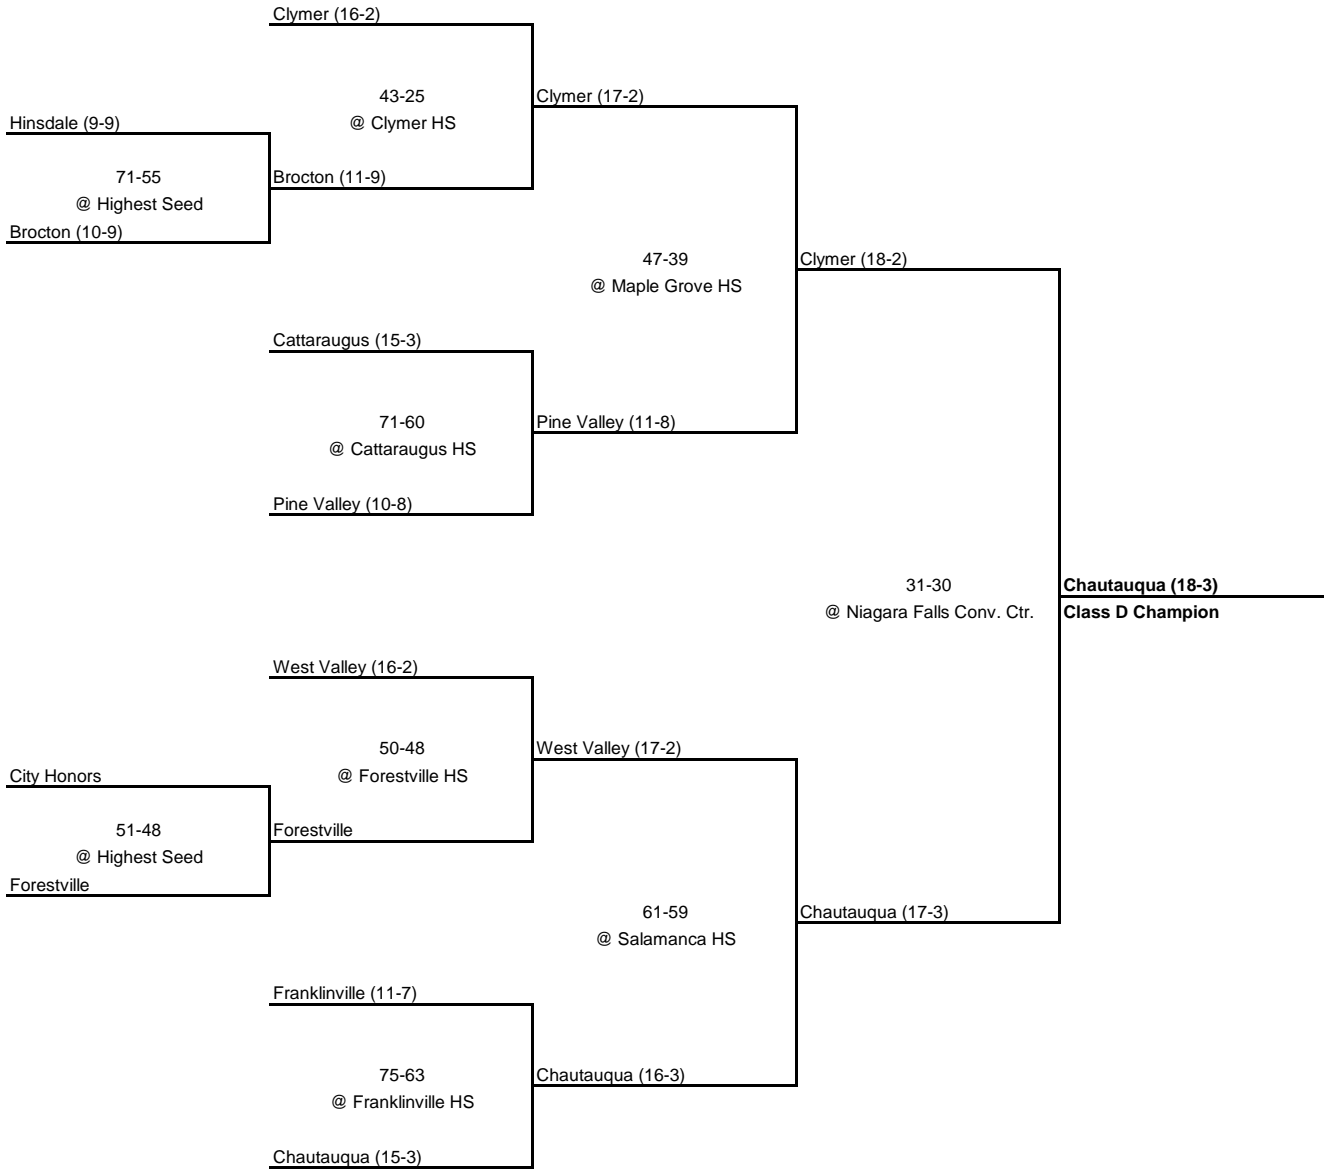 Clymer (16-2)
43-25
Clymer (17-2)
Hinsdale (9-9)
@ Clymer HS
71-55
Brocton (11-9)
@ Highest Seed
Brocton (10-9)
47-39
Clymer (18-2)
@ Maple Grove HS
Cattaraugus (15-3)
71-60
Pine Valley (11-8)
@ Cattaraugus HS
Pine Valley (10-8)
31-30
Chautauqua (18-3)
@ Niagara Falls Conv. Ctr.
Class D Champion
West Valley (16-2)
50-48
West Valley (17-2)
City Honors
@ Forestville HS
51-48
Forestville
@ Highest Seed
Forestville
61-59
Chautauqua (17-3)
@ Salamanca HS
Franklinville (11-7)
75-63
Chautauqua (16-3)
@ Franklinville HS
Chautauqua (15-3)